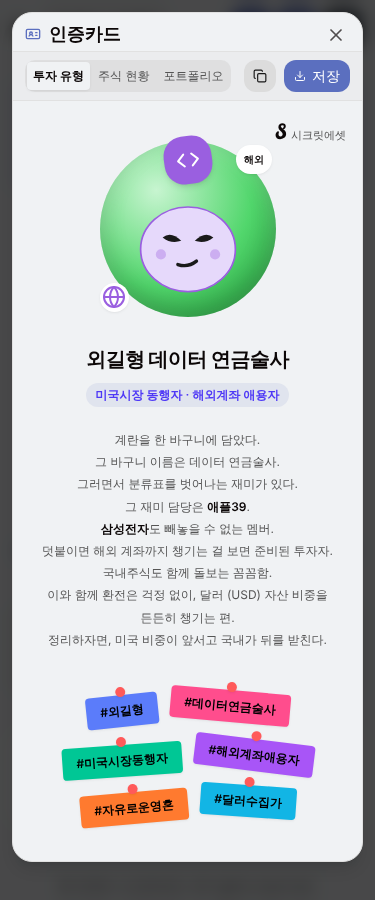 인증카드
투자 유형 주식 현황 포트폴리오 저장
시크릿에셋
해외
외길형 데이터 연금술사
미국시장 동행자 · 해외계좌 애용자
계란을 한 바구니에 담았다.
그 바구니 이름은 데이터 연금술사.
그러면서 분류표를 벗어나는 재미가 있다.
그 재미 담당은 애플39.
삼성전자도 빼놓을 수 없는 멤버.
덧붙이면 해외 계좌까지 챙기는 걸 보면 준비된 투자자.
국내주식도 함께 돌보는 꼼꼼함.
이와 함께 환전은 걱정 없이, 달러 (USD) 자산 비중을
든든히 챙기는 편.
정리하자면, 미국 비중이 앞서고 국내가 뒤를 받친다.
#외길형 #데이터연금술사
#미국시장동행자 #해외계좌애용자
#자유로운영혼 #달러수집가